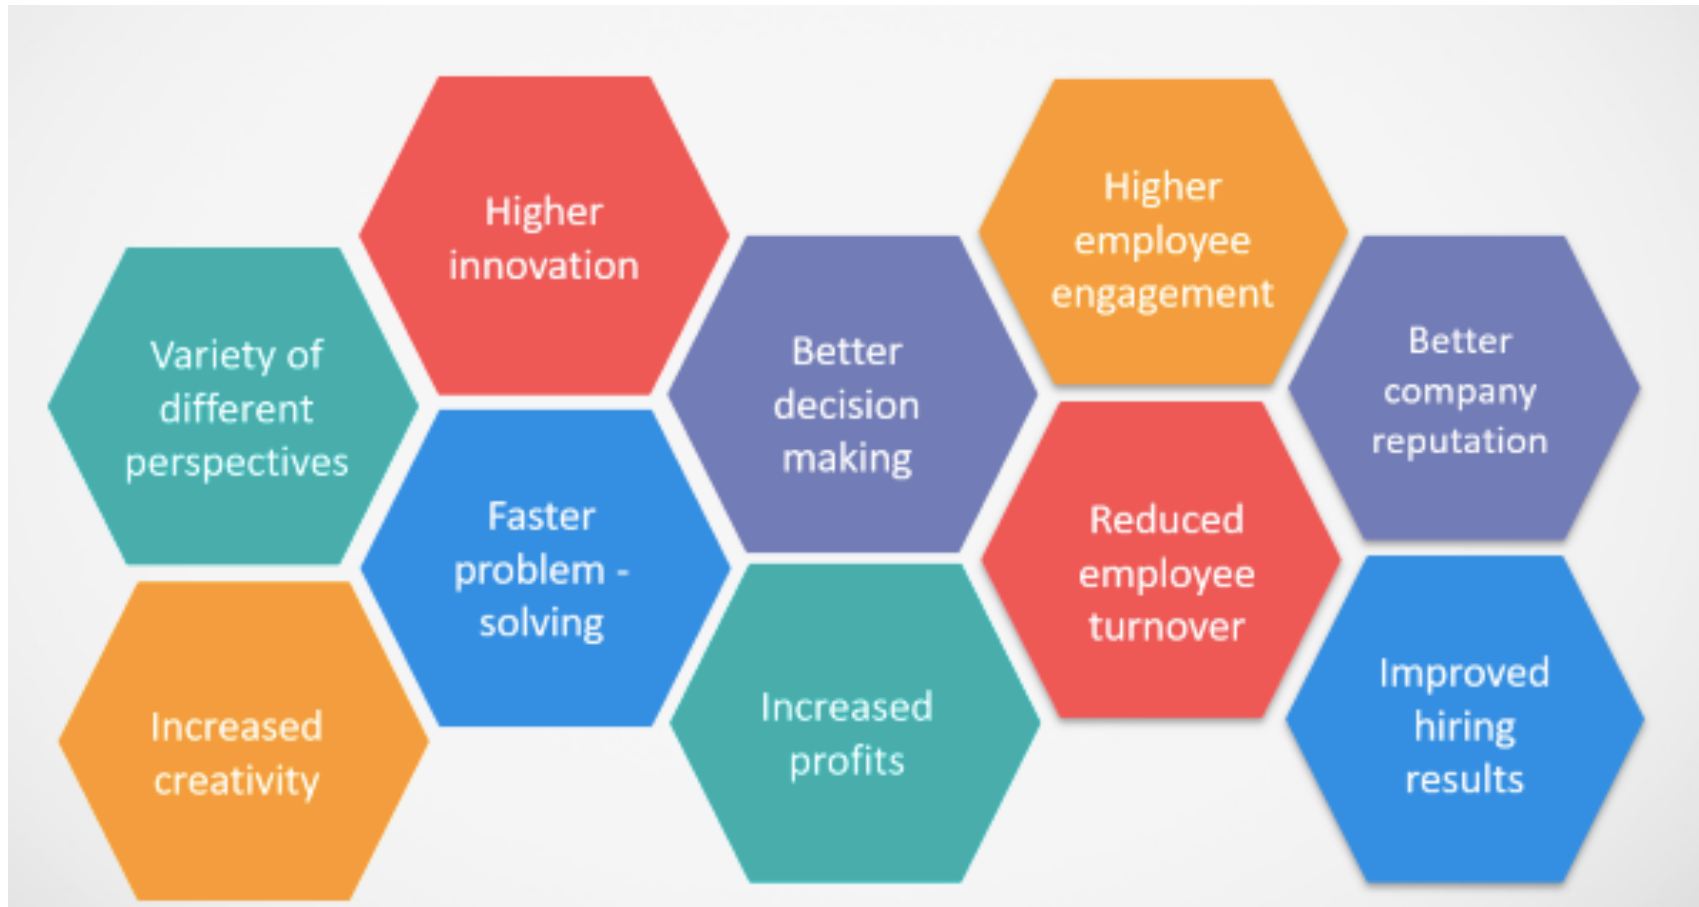 Variety of
different
perspectives
Increased
creativity
Higher
innovation
Faster
problem -
solving
Better
decision
making
Increased
profits
Higher
employee
engagement
Reduced
employee
turnover
Better
company
reputation
Improved
hiring
results